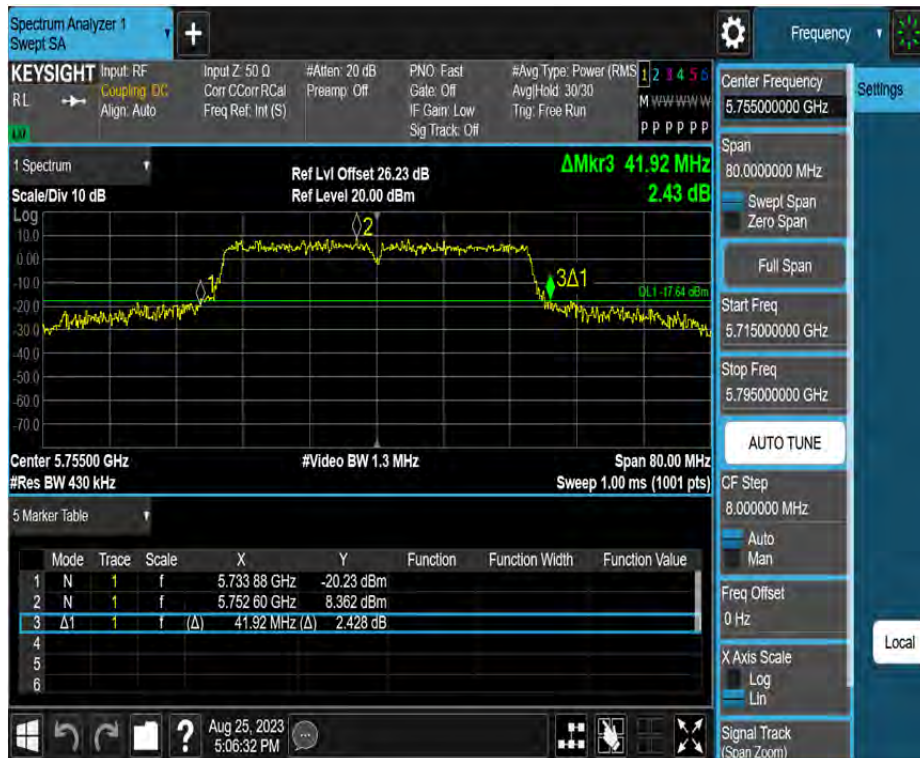 Spectrum Analyzer 1
Swept SA
+
Frequency
KEYSIGHT Input: RF Input Z: 50 Ω #Atten: 20 dB PNO: Fast #Avg Type: Power (RMS 1 2 3 4 5 6
RL Coupling: DC Corr CCorr RCal Preamp: Off Gate: Off Avg|Hold: 30/30 M W W W W W
Align: Auto Freq Ref: Int (S) IF Gain: Low Trig: Free Run
Sig Track: Off P P P P P P
Center Frequency
5.755000000 GHz
Settings
1 Spectrum
Ref Lvl Offset 26.23 dB ΔMkr3 41.92 MHz
Scale/Div 10 dB Ref Level 20.00 dBm 2.43 dB
Log
10.0
0.00
-10.0
-20.0
-30.0
-40.0
-50.0
-60.0
-70.0
2
1
3Δ1
DL1 -17.64 dBm
Center 5.75500 GHz #Video BW 1.3 MHz Span 80.00 MHz
#Res BW 430 kHz Sweep 1.00 ms (1001 pts)
Span
80.0000000 MHz
Swept Span
Zero Span
Full Span
Start Freq
5.715000000 GHz
Stop Freq
5.795000000 GHz
AUTO TUNE
CF Step
8.000000 MHz
Auto
Man
Freq Offset
0 Hz
X Axis Scale
Log
Lin
Signal Track
(Span Zoom)
Local
5 Marker Table
Mode Trace Scale X Y Function Function Width Function Value
1 N 1 f 5.733 88 GHz -20.23 dBm
2 N 1 f 5.752 60 GHz 8.362 dBm
3 Δ1 1 f (Δ) 41.92 MHz (Δ) 2.428 dB
4
5
6
?
Aug 25, 2023
5:06:32 PM